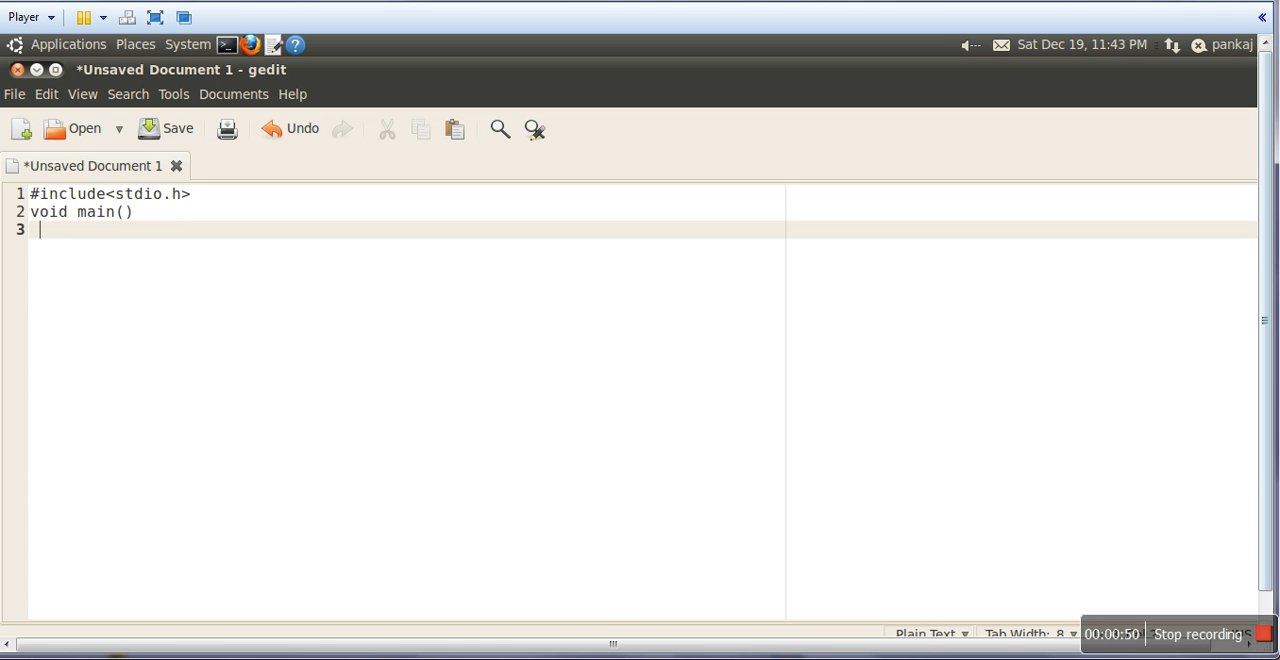 Player
Applications Places System Sat Dec 19, 11:43 PM pankaj
*Unsaved Document 1 - gedit
File Edit View Search Tools Documents Help
Open Save Undo
*Unsaved Document 1
1 #include<stdio.h>
2 void main()
3
Plain Text Tab Width: 8
00:00:50 Stop recording